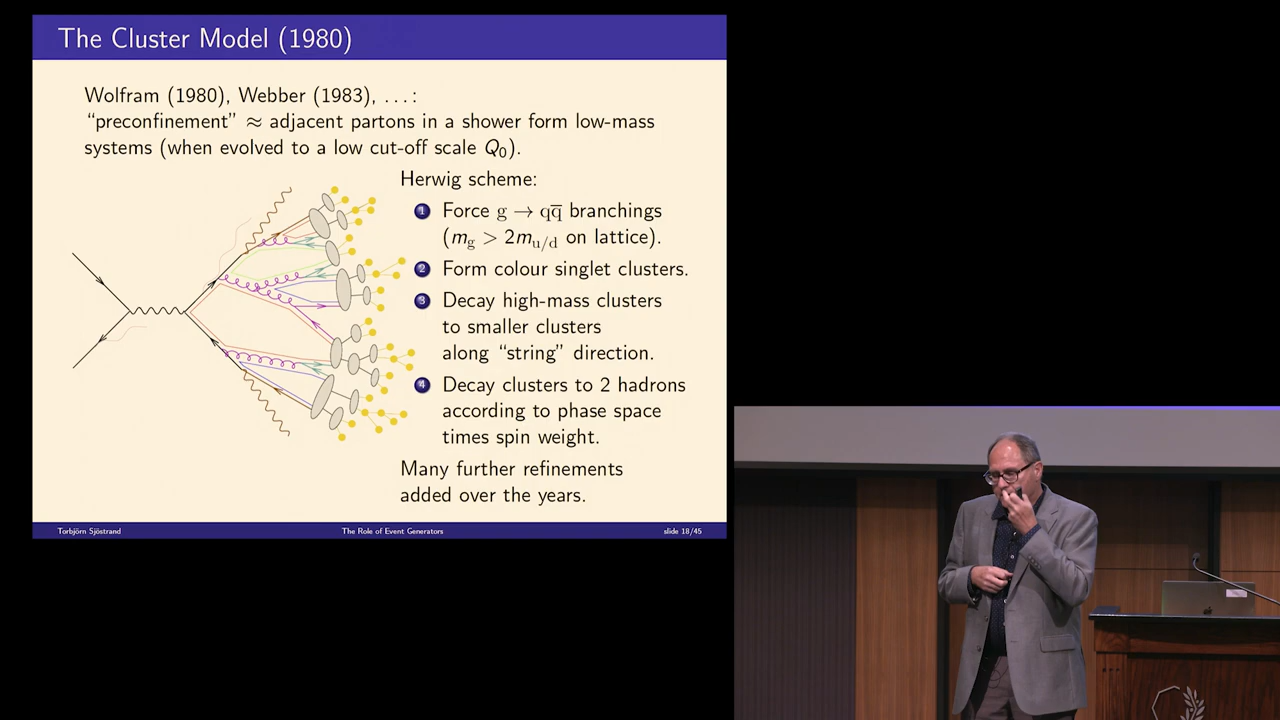 The Cluster Model (1980)
Wolfram (1980), Webber (1983), ...:
“preconfinement” ≈ adjacent partons in a shower form low-mass
systems (when evolved to a low cut-off scale Q₀).
Herwig scheme:
1 Force g → qq̅ branchings
(m_g > 2m_u/d on lattice).
2 Form colour singlet clusters.
3 Decay high-mass clusters
to smaller clusters
along “string” direction.
4 Decay clusters to 2 hadrons
according to phase space
times spin weight.
Many further refinements
added over the years.
Torbjörn Sjöstrand The Role of Event Generators slide 18/45